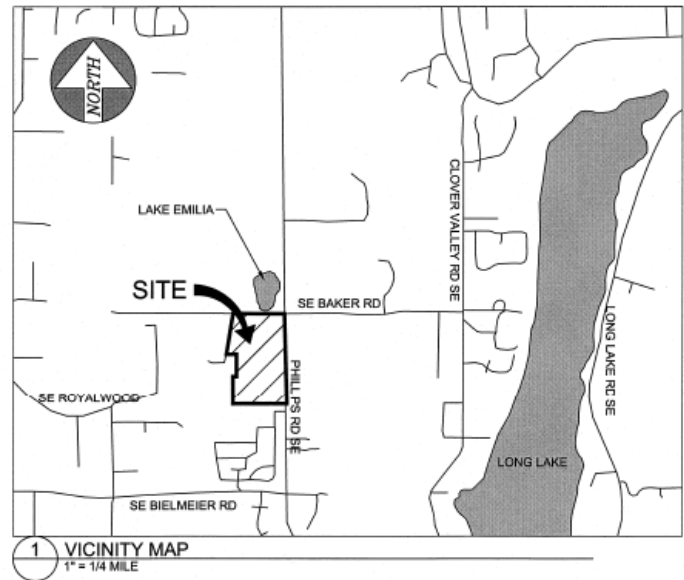 NORTH
LAKE EMILIA
SITE
SE BAKER RD
CLOVER VALLEY RD SE
LONG LAKE RD SE
PHILLPS RD SE
SE ROYALWOOD
LONG LAKE
SE BIELMEIER RD
1 VICINITY MAP
1" = 1/4 MILE